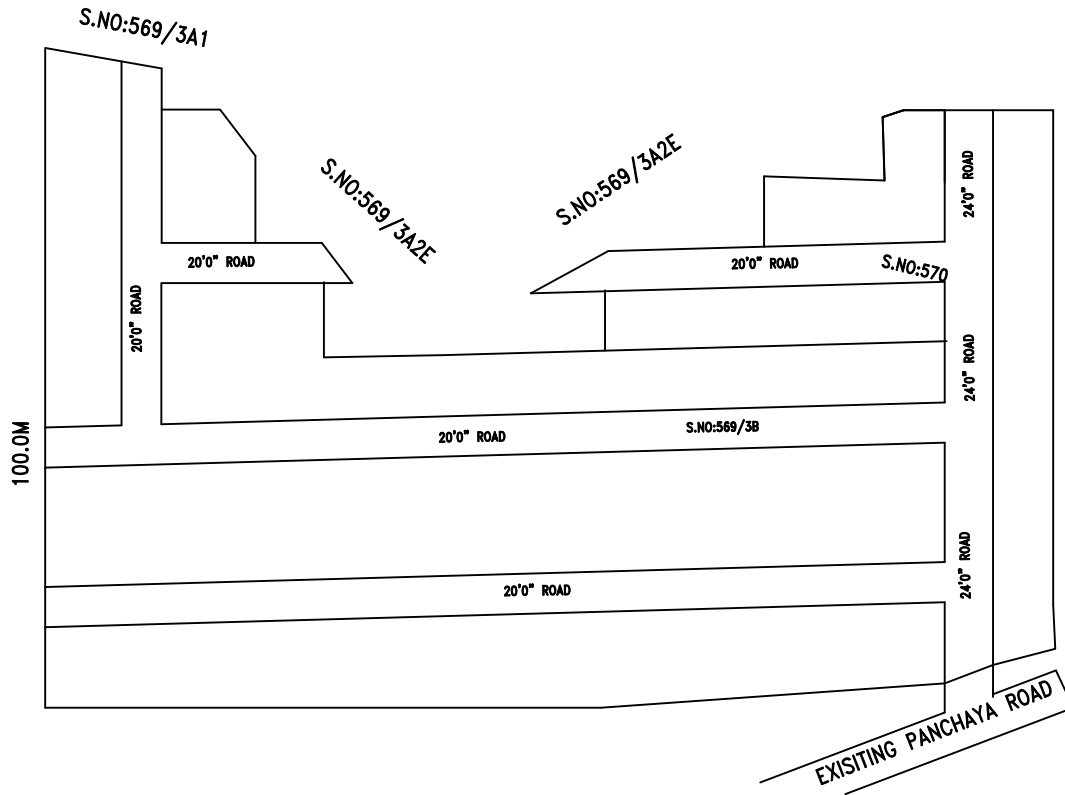 S.NO:569/3A1
S.NO:569/3A2E
S.NO:569/3A2E
24'0" ROAD
20'0" ROAD
20'0" ROAD
S.NO:570
20'0" ROAD
24'0" ROAD
20'0" ROAD
S.NO:569/3B
100.0M
24'0" ROAD
20'0" ROAD
EXISITING PANCHAYA ROAD